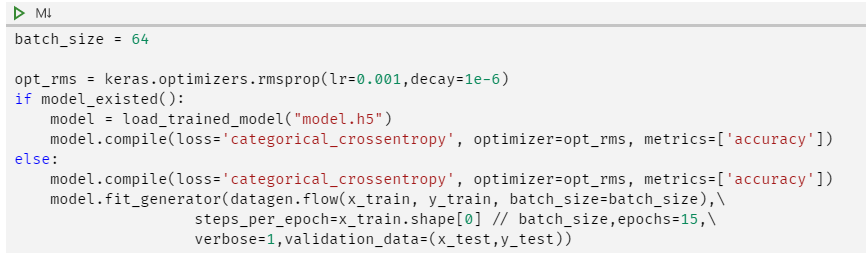 M↓
batch_size = 64

opt_rms = keras.optimizers.rmsprop(lr=0.001,decay=1e-6)
if model_existed():
    model = load_trained_model("model.h5")
    model.compile(loss='categorical_crossentropy', optimizer=opt_rms, metrics=['accuracy'])
else:
    model.compile(loss='categorical_crossentropy', optimizer=opt_rms, metrics=['accuracy'])
    model.fit_generator(datagen.flow(x_train, y_train, batch_size=batch_size),\
                    steps_per_epoch=x_train.shape[0] // batch_size,epochs=15,\
                    verbose=1,validation_data=(x_test,y_test))